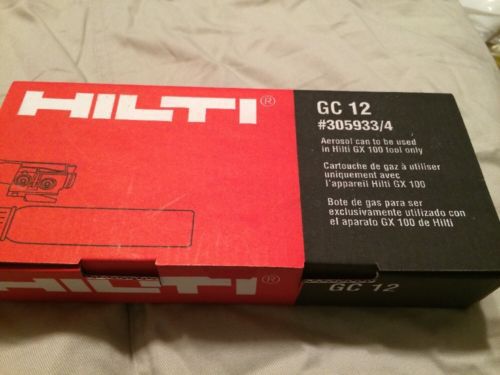 HILTI®
GC 12
#305933/4
Aerosol can to be used
in Hilti GX 100 tool only
Cartouche de gaz à utiliser
uniquement avec
l'appareil Hilti GX 100
Bote de gas para ser
exclusivamente utilizado con
el aparato GX 100 de Hilti
HILTI®
GC 12